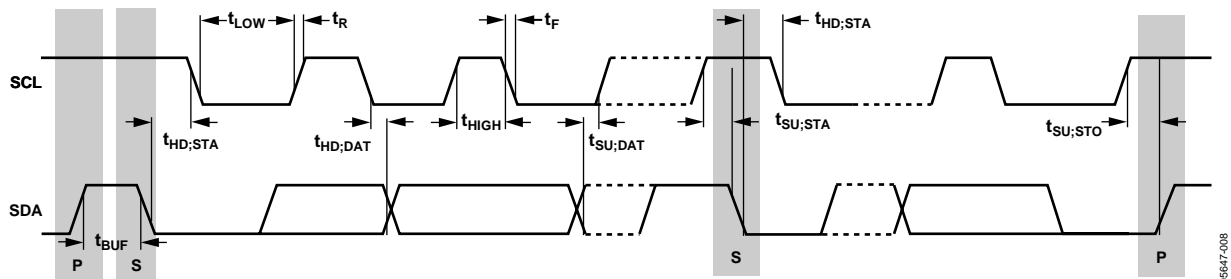 tLOW tR tF tHD;STA
SCL
tHD;STA tHD;DAT tHIGH tSU;DAT tSU;STA tSU;STO
SDA
tBUF
P S S P
05647-008